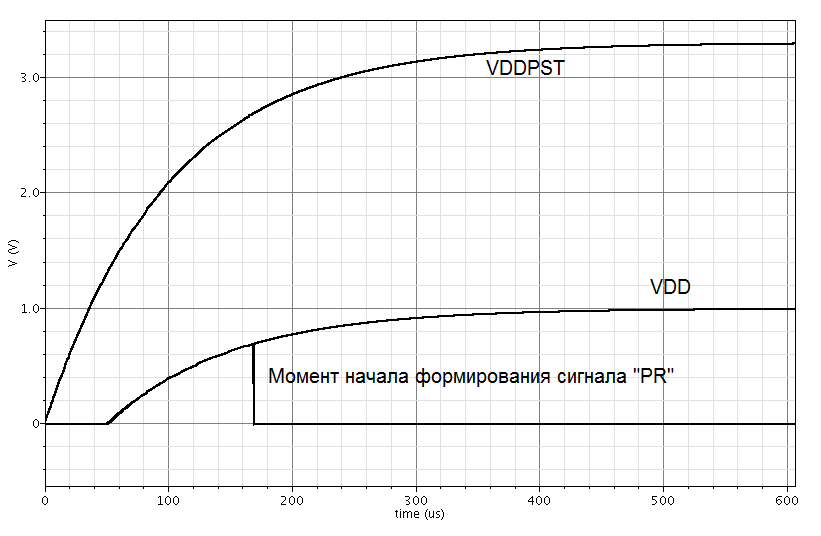 3.0
VDDPST
2.0
V (V)
VDD
1.0
Момент начала формирования сигнала "PR"
0
0 100 200 300 400 500 600
time (us)